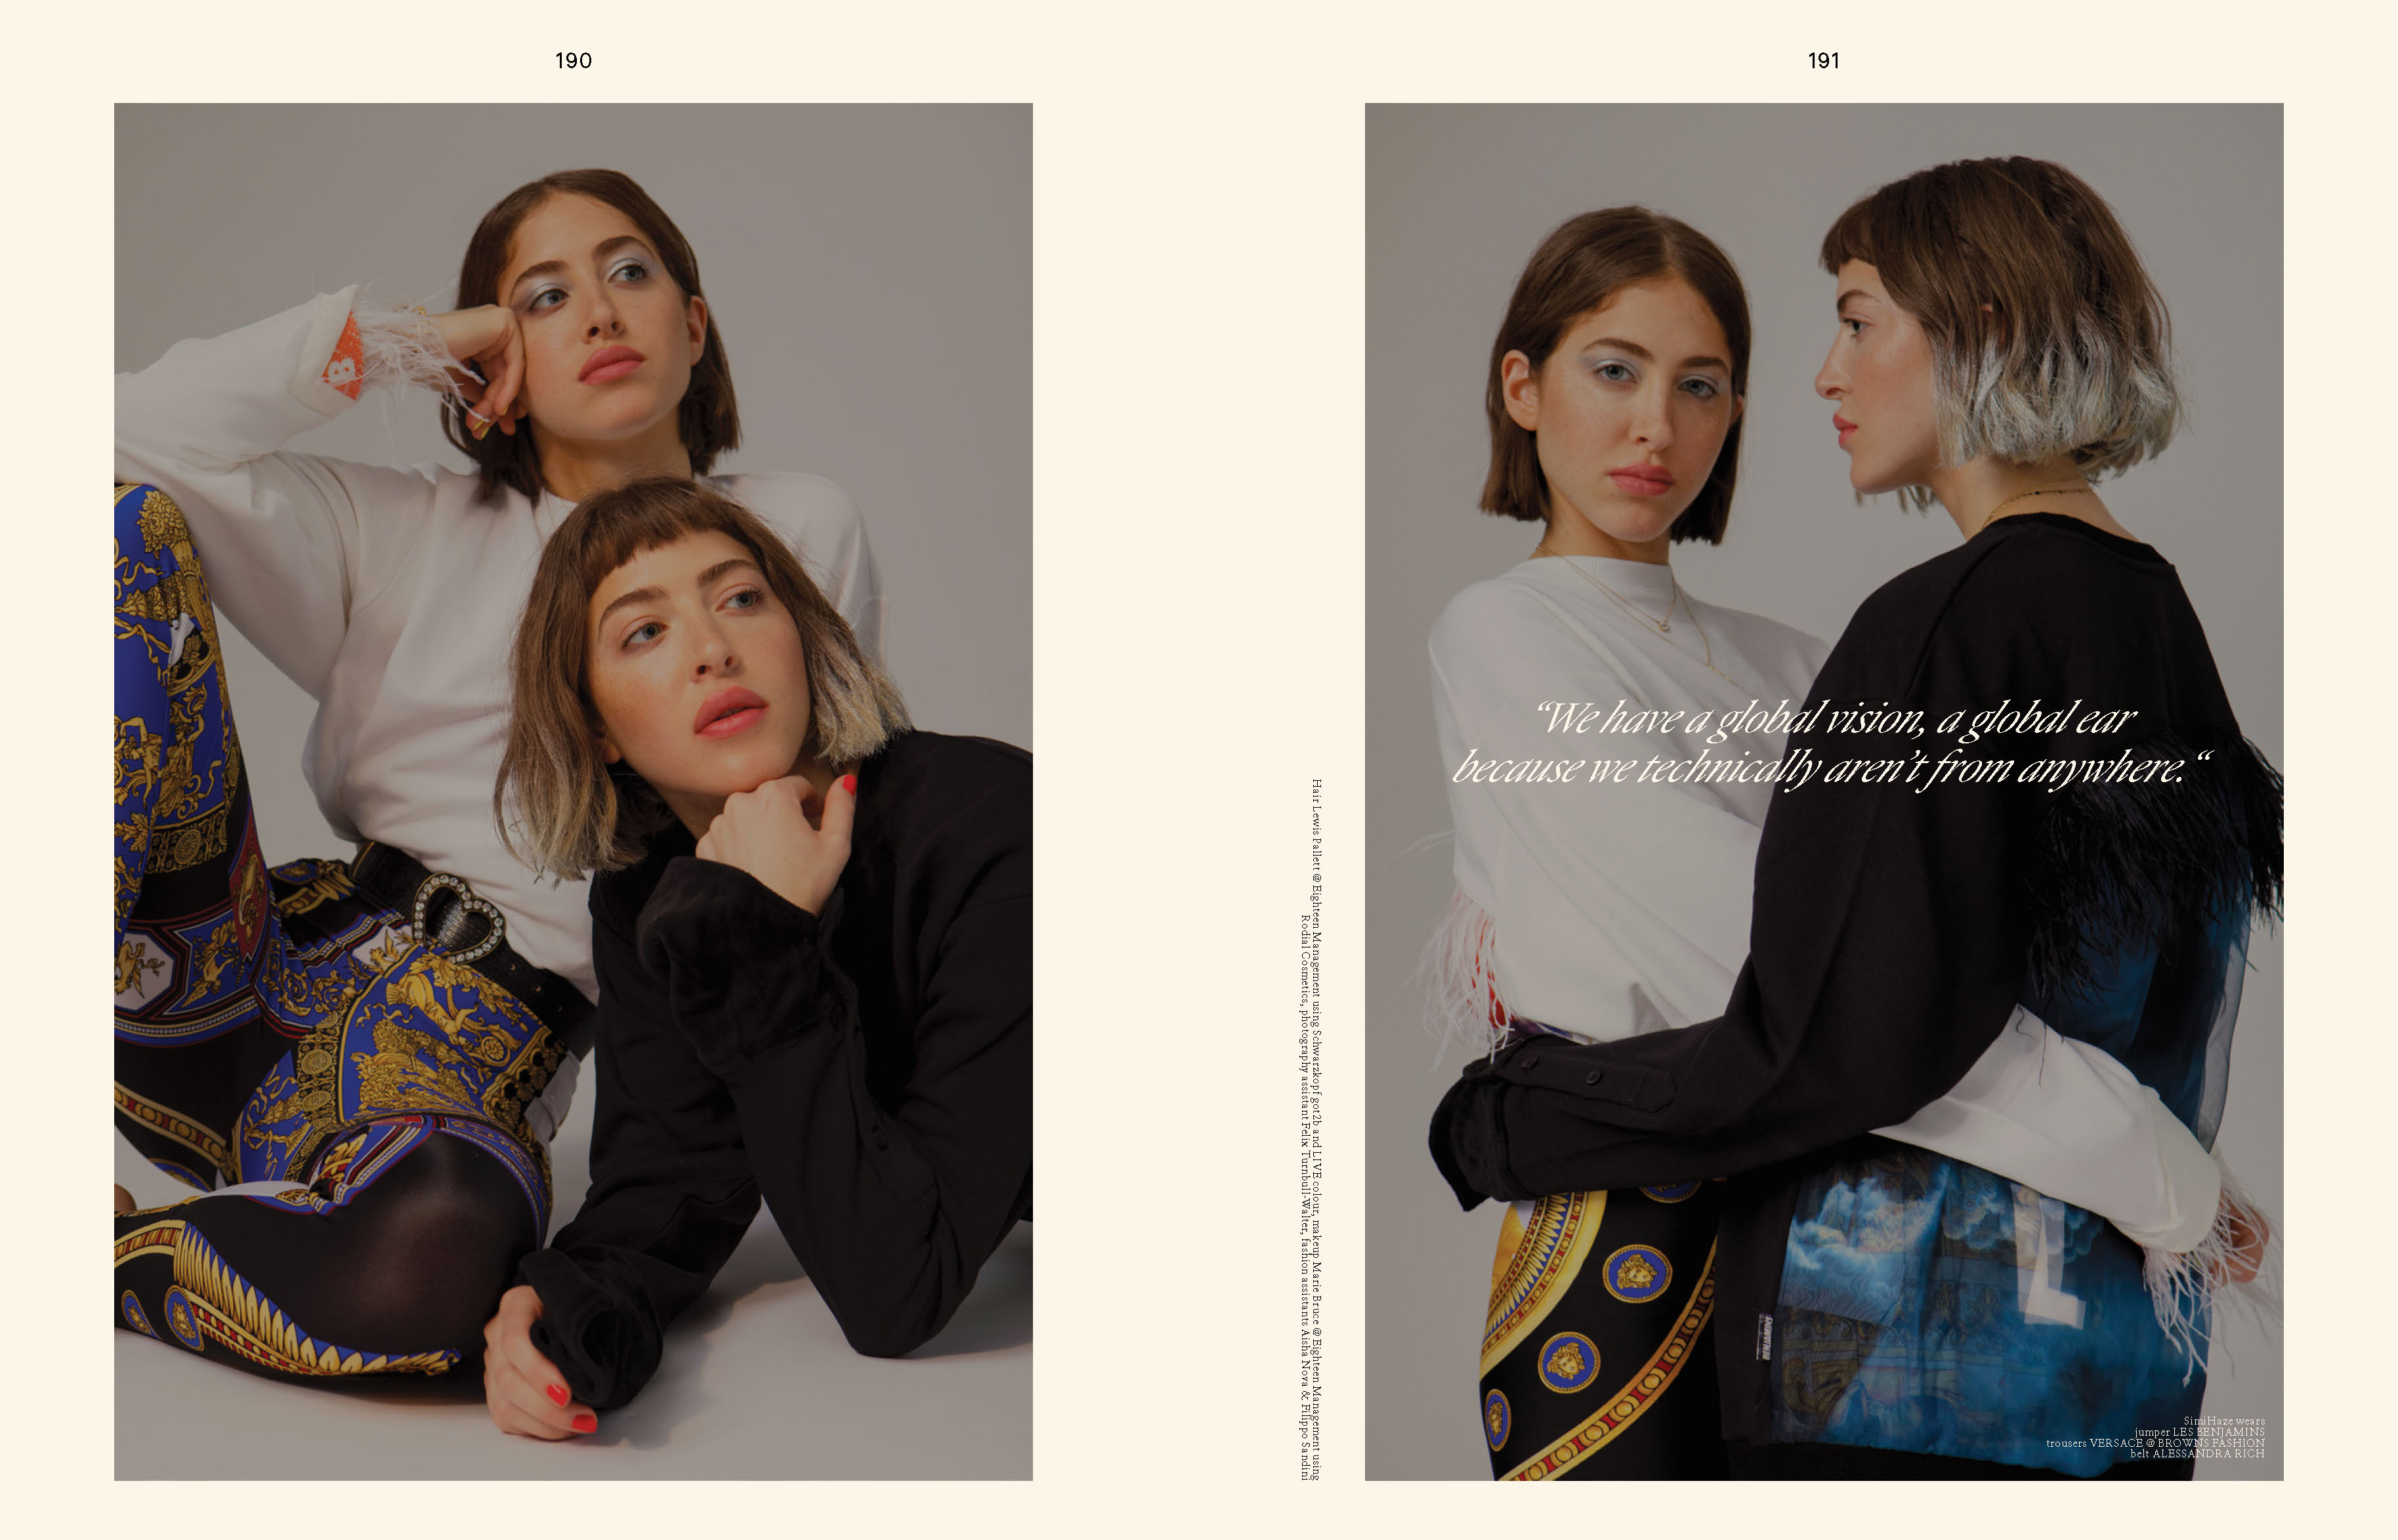 190
191
“We have a global vision, a global ear
because we technically aren’t from anywhere.“
Hair Lewis Pallett @ Eighteen Management using Schwarzkopf got2b and LIVE colour, makeup Marie Bruce @ Eighteen Management using
Rodial Cosmetics, photography assistant Felix Turnbull-Walter, fashion assistants Aisha Nova & Filippo Sandini
SimiHaze wears
jumper LES BENJAMINS
trousers VERSACE @ BROWNS FASHION
belt ALESSANDRA RICH
B